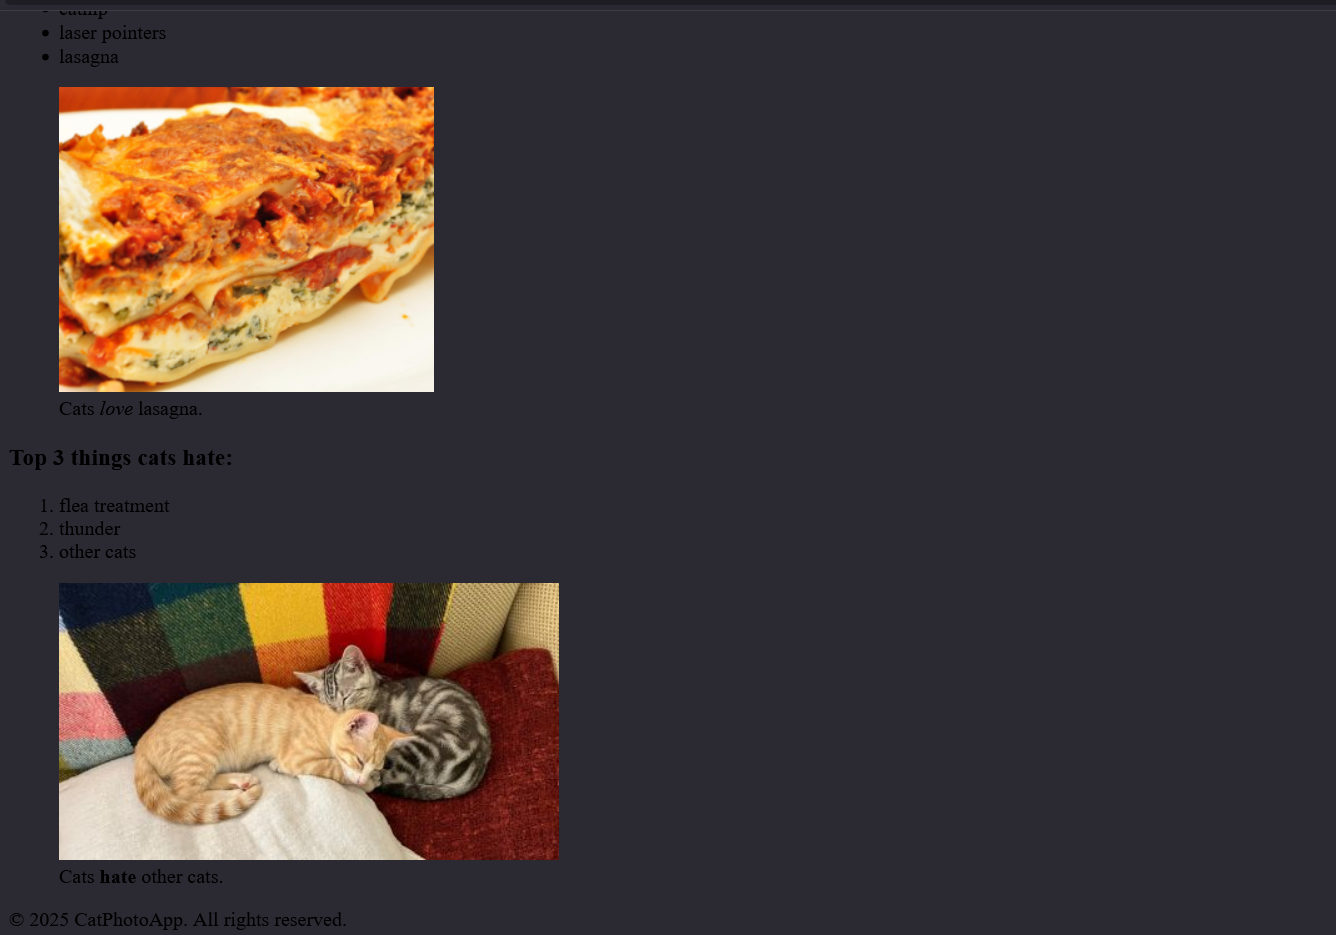 catnip
laser pointers
lasagna
Cats love lasagna.
Top 3 things cats hate:
1. flea treatment
2. thunder
3. other cats
Cats hate other cats.
© 2025 CatPhotoApp. All rights reserved.